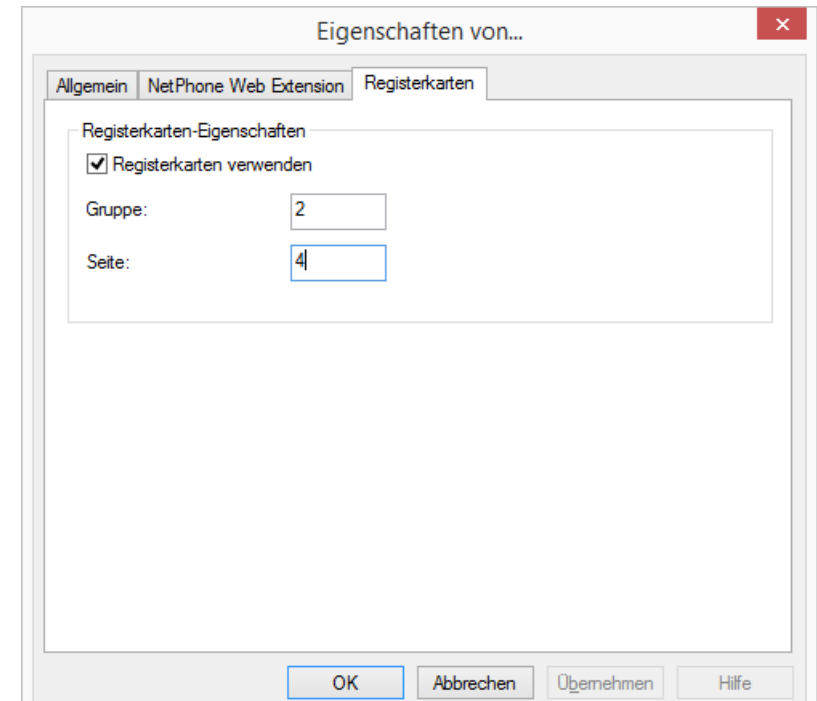 Eigenschaften von...
Allgemein NetPhone Web Extension Registerkarten
Registerkarten-Eigenschaften
Registerkarten verwenden
Gruppe: 2
Seite: 4
OK Abbrechen Übernehmen Hilfe